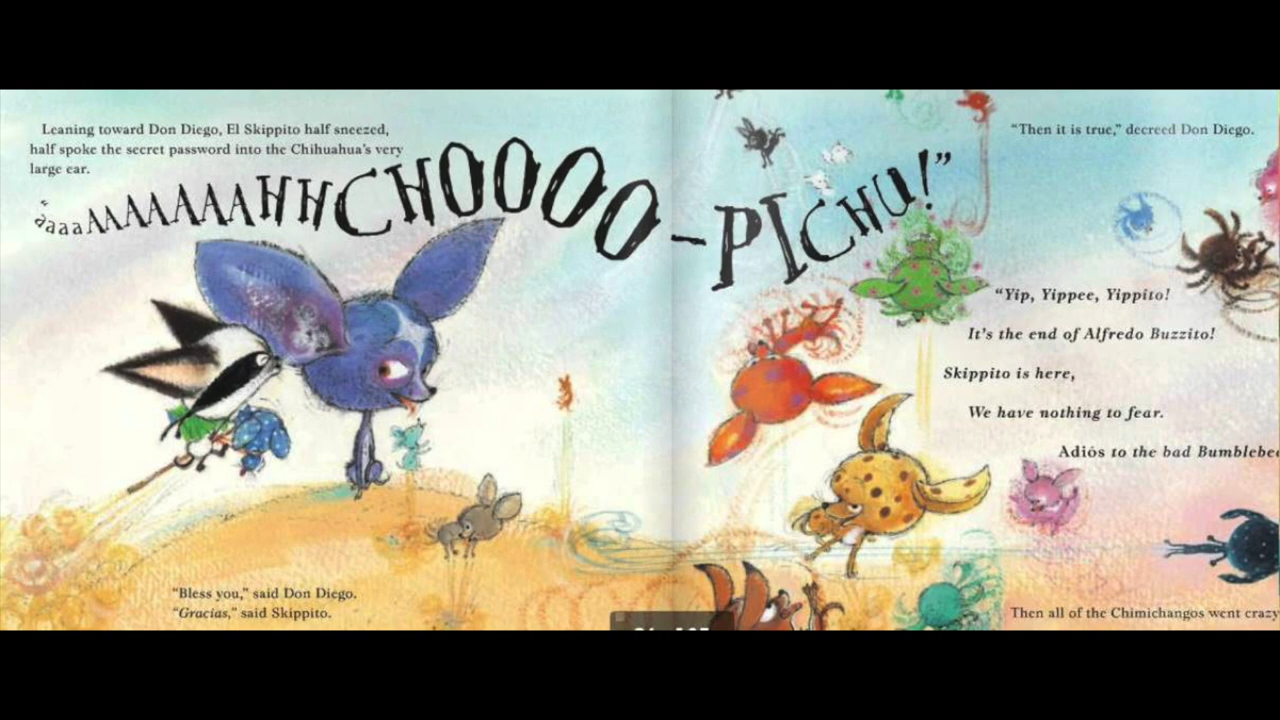 Leaning toward Don Diego, El Skippito half sneezed,
half spoke the secret password into the Chihuahua's very
large ear.
"aaaaAAAAAAAAHHHCHOOOO-PICHU!"
"Bless you," said Don Diego.
"Gracias," said Skippito.
"Then it is true," decreed Don Diego.
"Yip, Yippee, Yippito!
It's the end of Alfredo Buzzito!
Skippito is here,
We have nothing to fear.
Adiós to the bad Bumblebee
Then all of the Chimichangos went crazy